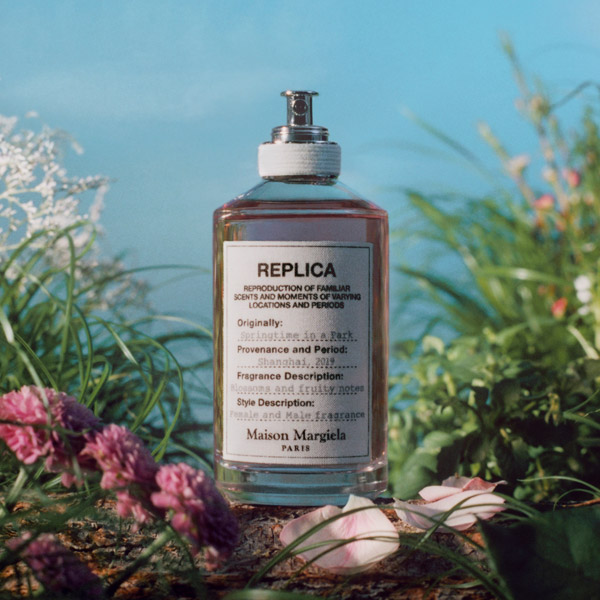 REPLICA
REPRODUCTION OF FAMILIAR
SCENTS AND MOMENTS OF VARYING
LOCATIONS AND PERIODS
Originally:
Springtime in a Park
Provenance and Period:
Shanghai, 2019
Fragrance Description:
Blossoms and fruity notes
Style Description:
Female and Male fragrance
Maison Margiela
PARIS